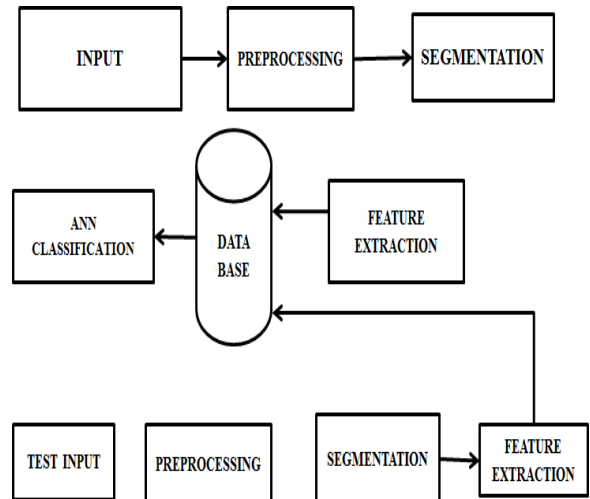 INPUT
PREPROCESSING
SEGMENTATION
ANN
CLASSIFICATION
DATA
BASE
FEATURE
EXTRACTION
TEST INPUT
PREPROCESSING
SEGMENTATION
FEATURE
EXTRACTION